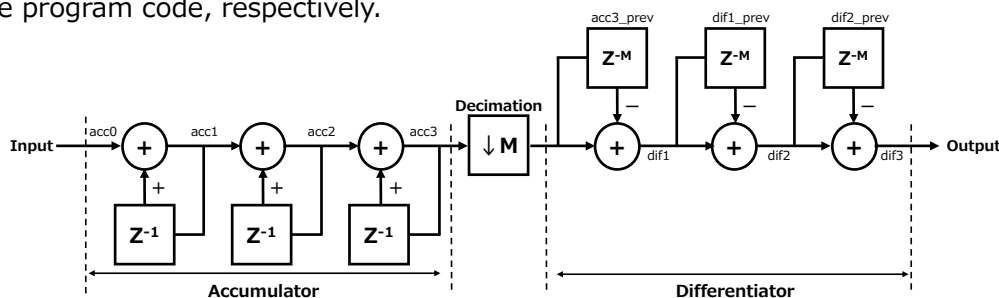 e program code, respectively.
acc3_prev dif1_prev dif2_prev
Z-M Z-M Z-M
Decimation
− − −
Input acc0 + acc1 + acc2 + acc3 ↓M + dif1 + dif2 + dif3 Output
+ + +
Z-1 Z-1 Z-1
Accumulator Differentiator